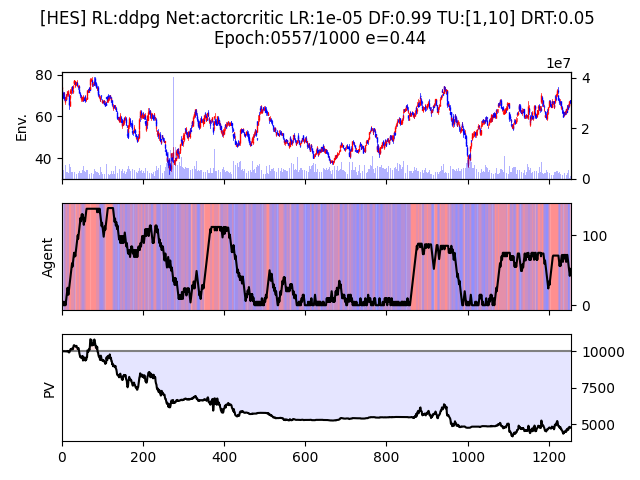 [HES] RL:ddpg Net:actorcritic LR:1e-05 DF:0.99 TU:[1,10] DRT:0.05
Epoch:0557/1000 e=0.44
1e7
80
60
40
Env.
4
2
0
Agent
100
0
PV
10000
7500
5000
0 200 400 600 800 1000 1200